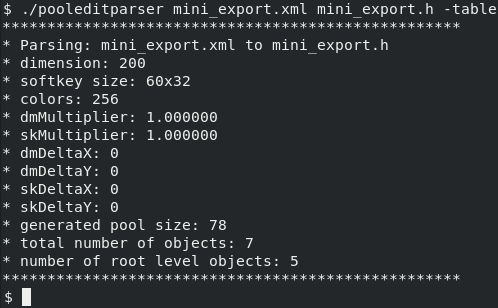 $ ./pooleditparser mini_export.xml mini_export.h -table
***************************************************
* Parsing: mini_export.xml to mini_export.h
* dimension: 200
* softkey size: 60x32
* colors: 256
* dmMultiplier: 1.000000
* skMultiplier: 1.000000
* dmDeltaX: 0
* dmDeltaY: 0
* skDeltaX: 0
* skDeltaY: 0
* generated pool size: 78
* total number of objects: 7
* number of root level objects: 5
***************************************************
$